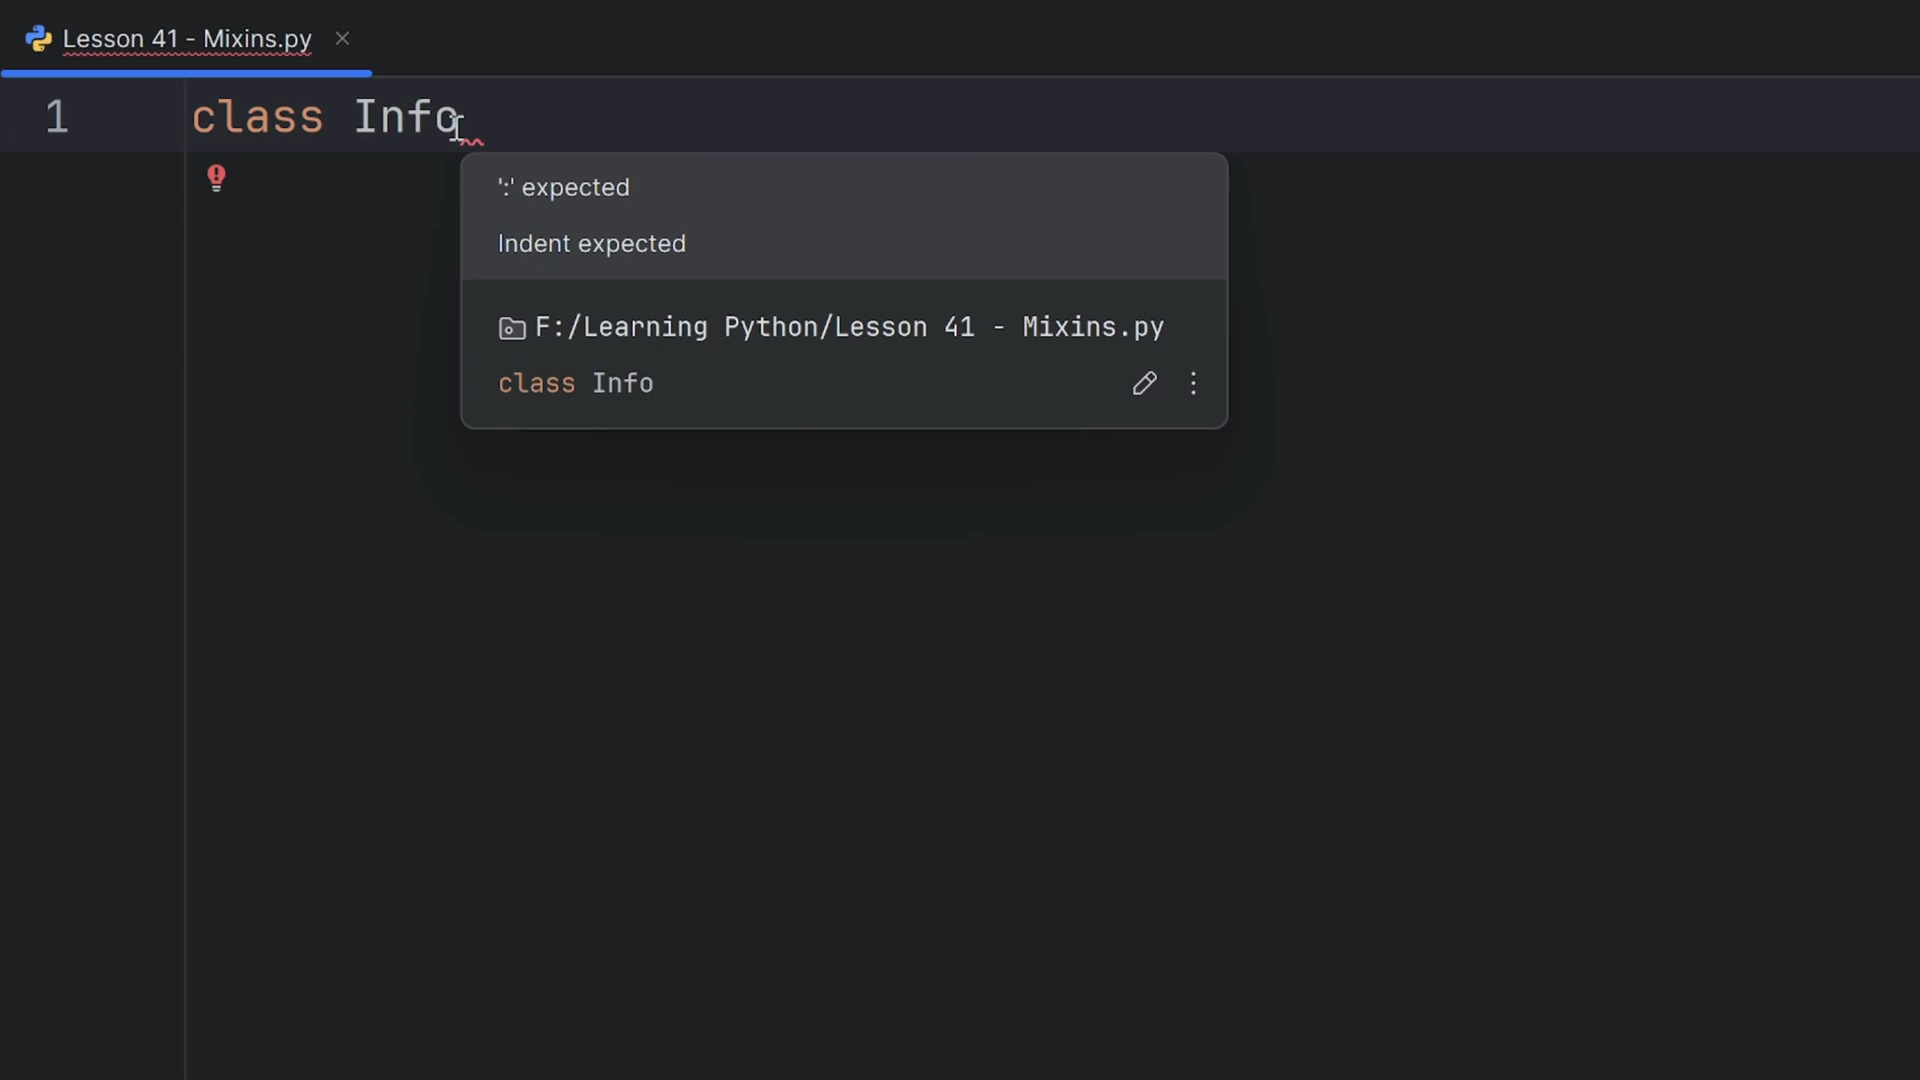 Lesson 41 - Mixins.py
1 class Info
':' expected
Indent expected
F:/Learning Python/Lesson 41 - Mixins.py
class Info